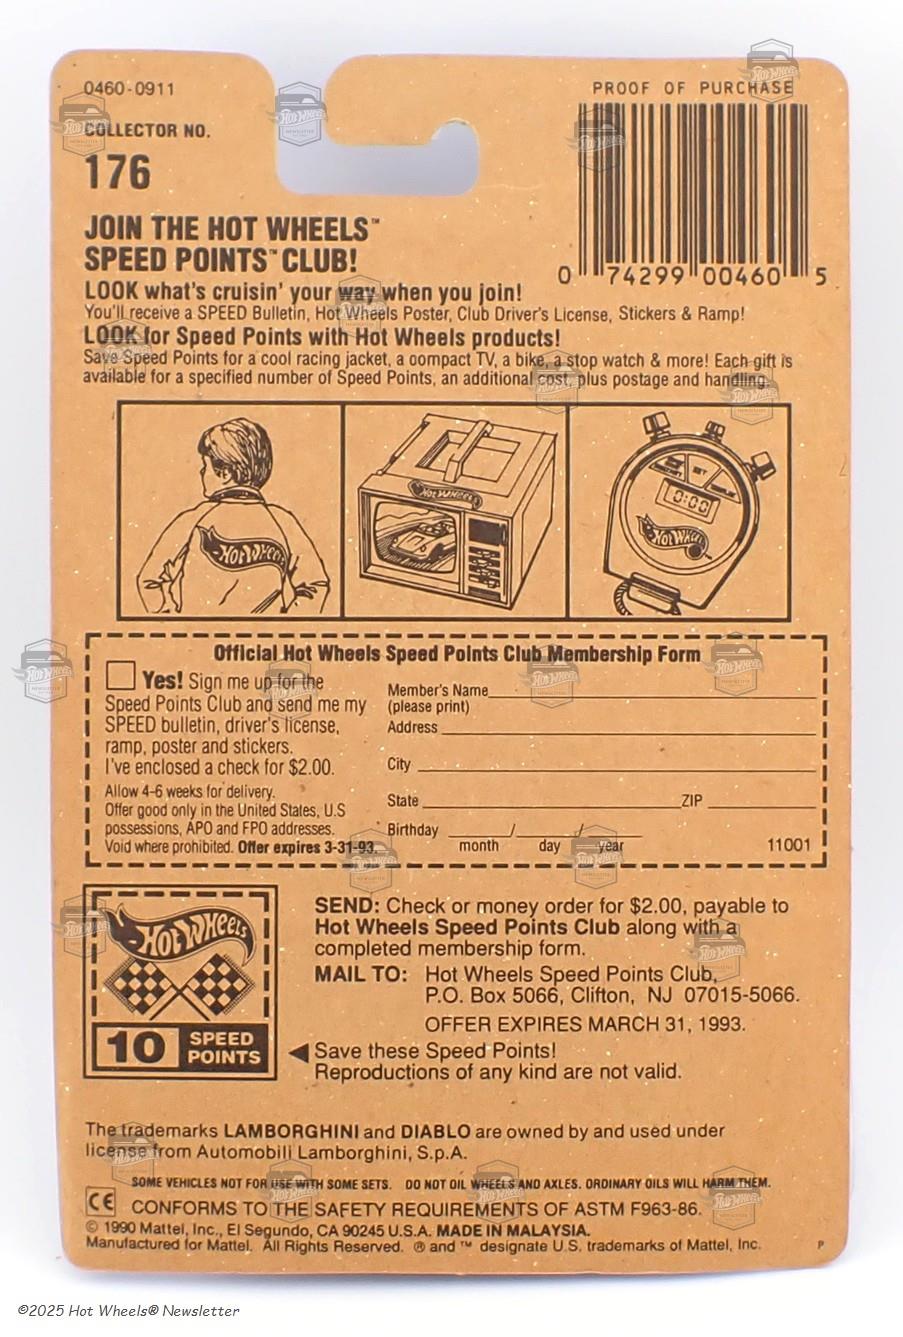 0460-0911
PROOF OF PURCHASE
COLLECTOR NO.
176
0 74299 00460 5
JOIN THE HOT WHEELS™
SPEED POINTS™ CLUB!
LOOK what's cruisin' your way when you join!
You'll receive a SPEED Bulletin, Hot Wheels Poster, Club Driver's License, Stickers & Ramp!
LOOK for Speed Points with Hot Wheels products!
Save Speed Points for a cool racing jacket, a compact TV, a bike, a stop watch & more! Each gift is
available for a specified number of Speed Points, an additional cost, plus postage and handling.
Hot Wheels
Hot Wheels
SET
0:00
Hot Wheels
Official Hot Wheels Speed Points Club Membership Form
Yes! Sign me up for the
Speed Points Club and send me my
SPEED bulletin, driver's license,
ramp, poster and stickers.
I've enclosed a check for $2.00.
Allow 4-6 weeks for delivery.
Offer good only in the United States, U.S
possessions, APO and FPO addresses.
Void where prohibited. Offer expires 3-31-93.
Member's Name
(please print)
Address
City
State ZIP
Birthday / /
month day year
11001
Hot Wheels
10 SPEED
POINTS
SEND: Check or money order for $2.00, payable to
Hot Wheels Speed Points Club along with a
completed membership form.
MAIL TO: Hot Wheels Speed Points Club,
P.O. Box 5066, Clifton, NJ 07015-5066.
OFFER EXPIRES MARCH 31, 1993.
◀ Save these Speed Points!
Reproductions of any kind are not valid.
The trademarks LAMBORGHINI and DIABLO are owned by and used under
license from Automobili Lamborghini, S.p.A.
SOME VEHICLES NOT FOR USE WITH SOME SETS. DO NOT OIL WHEELS AND AXLES. ORDINARY OILS WILL HARM THEM.
CE CONFORMS TO THE SAFETY REQUIREMENTS OF ASTM F963-86.
© 1990 Mattel, Inc., El Segundo, CA 90245 U.S.A. MADE IN MALAYSIA.
Manufactured for Mattel. All Rights Reserved. ® and ™ designate U.S. trademarks of Mattel, Inc.
P
©2025 Hot Wheels® Newsletter